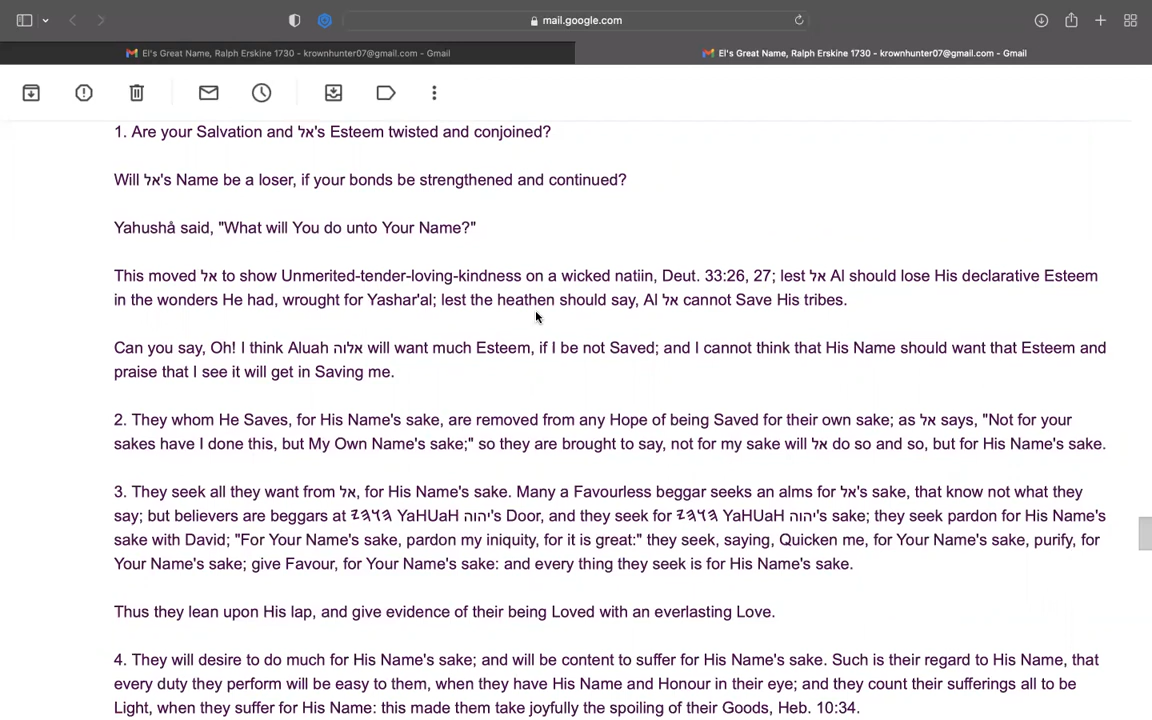 mail.google.com
El's Great Name, Ralph Erskine 1730 - krownhunter07@gmail.com - Gmail
El's Great Name, Ralph Erskine 1730 - krownhunter07@gmail.com - Gmail
1. Are your Salvation and אל's Esteem twisted and conjoined?
Will אל's Name be a loser, if your bonds be strengthened and continued?
Yahushå said, "What will You do unto Your Name?"
This moved אל to show Unmerited-tender-loving-kindness on a wicked natiin, Deut. 33:26, 27; lest אל Al should lose His declarative Esteem
in the wonders He had, wrought for Yashar'al; lest the heathen should say, Al אל cannot Save His tribes.
Can you say, Oh! I think Aluah אלוה will want much Esteem, if I be not Saved; and I cannot think that His Name should want that Esteem and
praise that I see it will get in Saving me.
2. They whom He Saves, for His Name's sake, are removed from any Hope of being Saved for their own sake; as אל says, "Not for your
sakes have I done this, but My Own Name's sake;" so they are brought to say, not for my sake will אל do so and so, but for His Name's sake.
3. They seek all they want from אל, for His Name's sake. Many a Favourless beggar seeks an alms for אל's sake, that know not what they
say; but believers are beggars at 𐤉𐤄𐤅𐤄 YaHUaH יהוה's Door, and they seek for 𐤉𐤄𐤅𐤄 YaHUaH יהוה's sake; they seek pardon for His Name's
sake with David; "For Your Name's sake, pardon my iniquity, for it is great:" they seek, saying, Quicken me, for Your Name's sake, purify, for
Your Name's sake; give Favour, for Your Name's sake: and every thing they seek is for His Name's sake.
Thus they lean upon His lap, and give evidence of their being Loved with an everlasting Love.
4. They will desire to do much for His Name's sake; and will be content to suffer for His Name's sake. Such is their regard to His Name, that
every duty they perform will be easy to them, when they have His Name and Honour in their eye; and they count their sufferings all to be
Light, when they suffer for His Name: this made them take joyfully the spoiling of their Goods, Heb. 10:34.